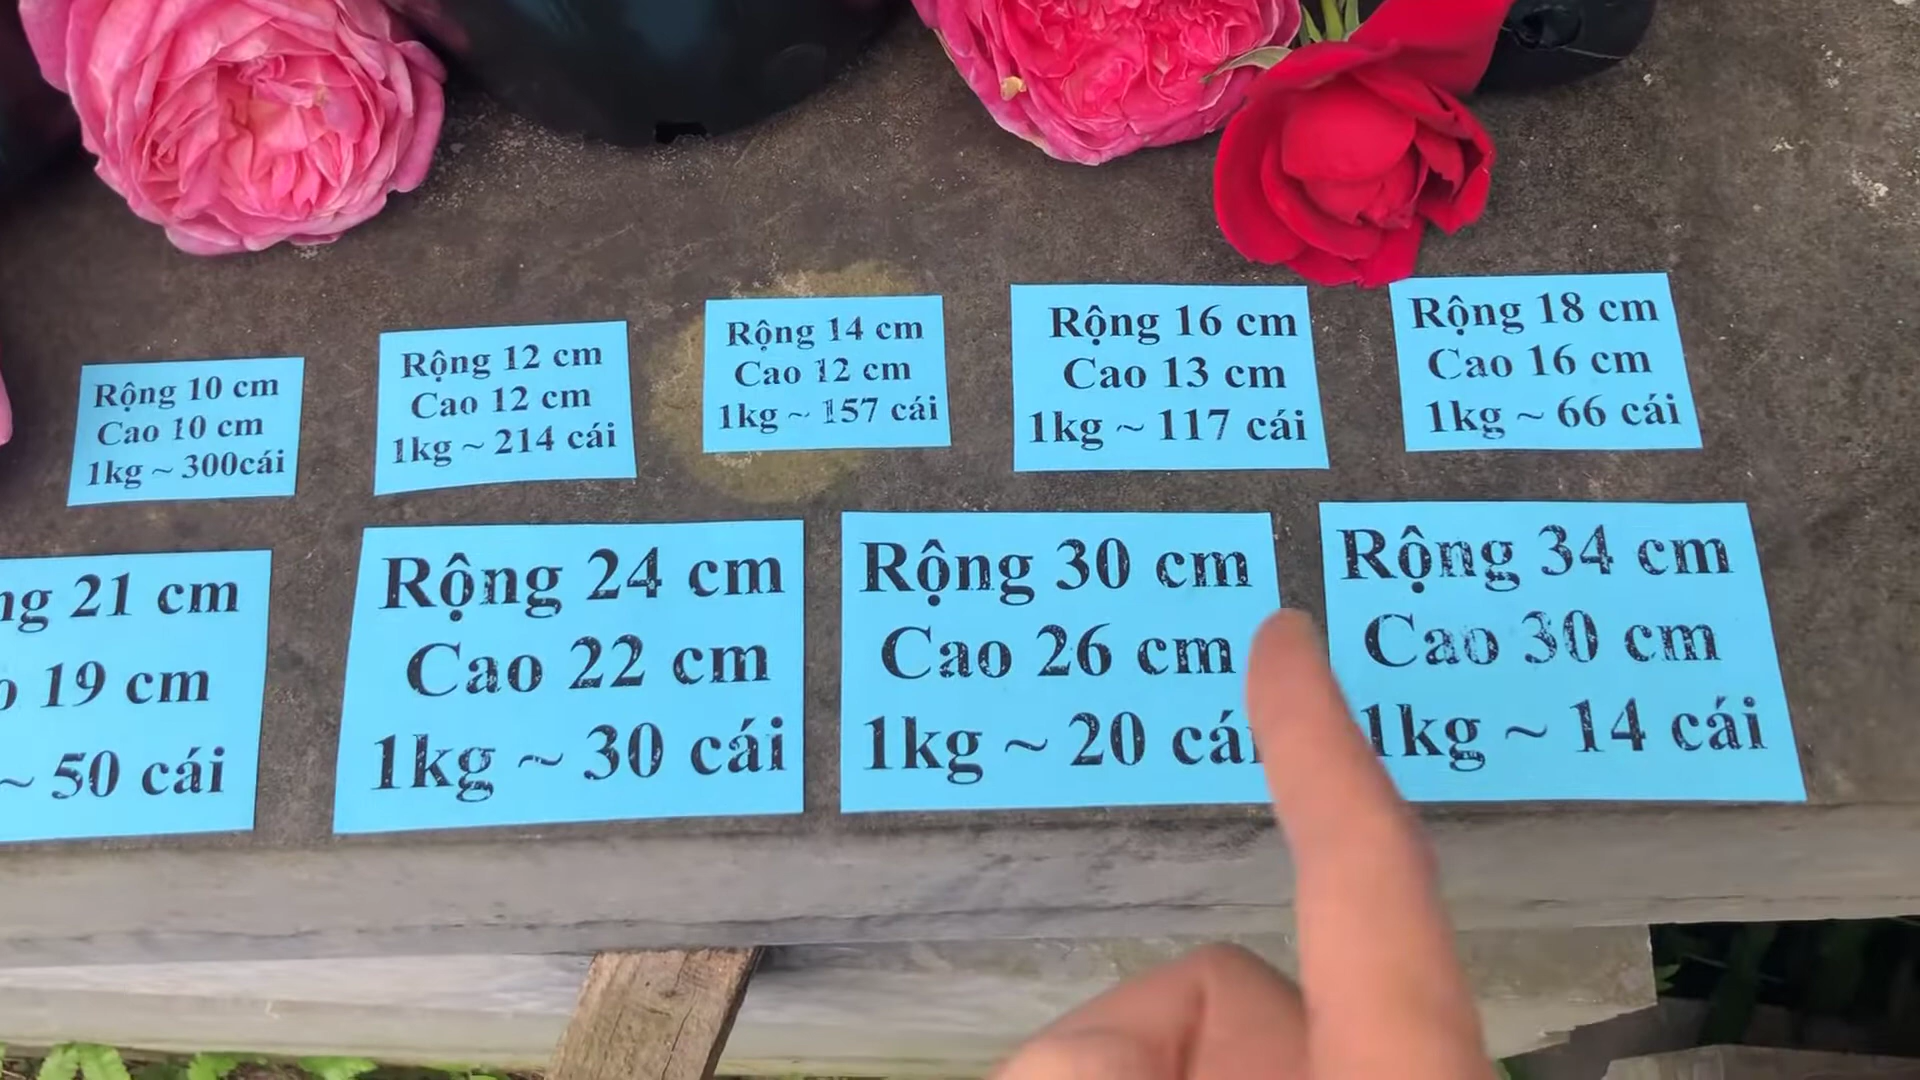 Rộng 10 cm
Cao 10 cm
1kg ~ 300cái
Rộng 12 cm
Cao 12 cm
1kg ~ 214 cái
Rộng 14 cm
Cao 12 cm
1kg ~ 157 cái
Rộng 16 cm
Cao 13 cm
1kg ~ 117 cái
Rộng 18 cm
Cao 16 cm
1kg ~ 66 cái
ng 21 cm
o 19 cm
~ 50 cái
Rộng 24 cm
Cao 22 cm
1kg ~ 30 cái
Rộng 30 cm
Cao 26 cm
1kg ~ 20 cái
Rộng 34 cm
Cao 30 cm
1kg ~ 14 cái